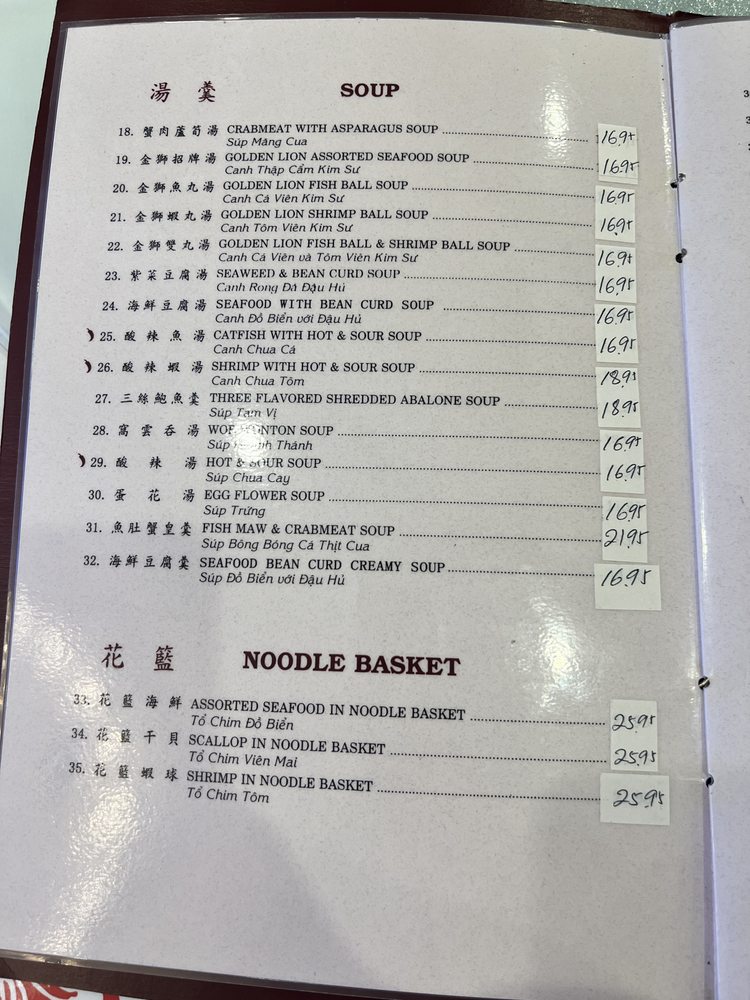 湯 羹 SOUP
18. 蟹肉蘆筍湯 CRABMEAT WITH ASPARAGUS SOUP 16.95
Súp Măng Cua
19. 金獅招牌湯 GOLDEN LION ASSORTED SEAFOOD SOUP 16.95
Canh Thập Cẩm Kim Sư
20. 金獅魚丸湯 GOLDEN LION FISH BALL SOUP 16.95
Canh Cá Viên Kim Sư
21. 金獅蝦丸湯 GOLDEN LION SHRIMP BALL SOUP 16.95
Canh Tôm Viên Kim Sư
22. 金獅雙丸湯 GOLDEN LION FISH BALL & SHRIMP BALL SOUP 16.95
Canh Cá Viên và Tôm Viên Kim Sư
23. 紫菜豆腐湯 SEAWEED & BEAN CURD SOUP 16.95
Canh Rong Đá Đậu Hủ
24. 海鮮豆腐湯 SEAFOOD WITH BEAN CURD SOUP 16.95
Canh Đồ Biển với Đậu Hủ
25. 酸辣魚湯 CATFISH WITH HOT & SOUR SOUP 16.95
Canh Chua Cá
26. 酸辣蝦湯 SHRIMP WITH HOT & SOUR SOUP 18.95
Canh Chua Tôm
27. 三絲鮑魚羹 THREE FLAVORED SHREDDED ABALONE SOUP 18.95
Súp Tam Vị
28. 窩雲吞湯 WOR WONTON SOUP 16.95
Súp Hoành Thánh
29. 酸辣湯 HOT & SOUR SOUP 16.95
Súp Chua Cay
30. 蛋花湯 EGG FLOWER SOUP 16.95
Súp Trứng
31. 魚肚蟹皇羹 FISH MAW & CRABMEAT SOUP 21.95
Súp Bông Bóng Cá Thịt Cua
32. 海鮮豆腐羹 SEAFOOD BEAN CURD CREAMY SOUP 16.95
Súp Đồ Biển với Đậu Hủ
花 籃 NOODLE BASKET
33. 花籃海鮮 ASSORTED SEAFOOD IN NOODLE BASKET 25.95
Tổ Chim Đồ Biển
34. 花籃干貝 SCALLOP IN NOODLE BASKET 25.95
Tổ Chim Viên Mai
35. 花籃蝦球 SHRIMP IN NOODLE BASKET 25.95
Tổ Chim Tôm